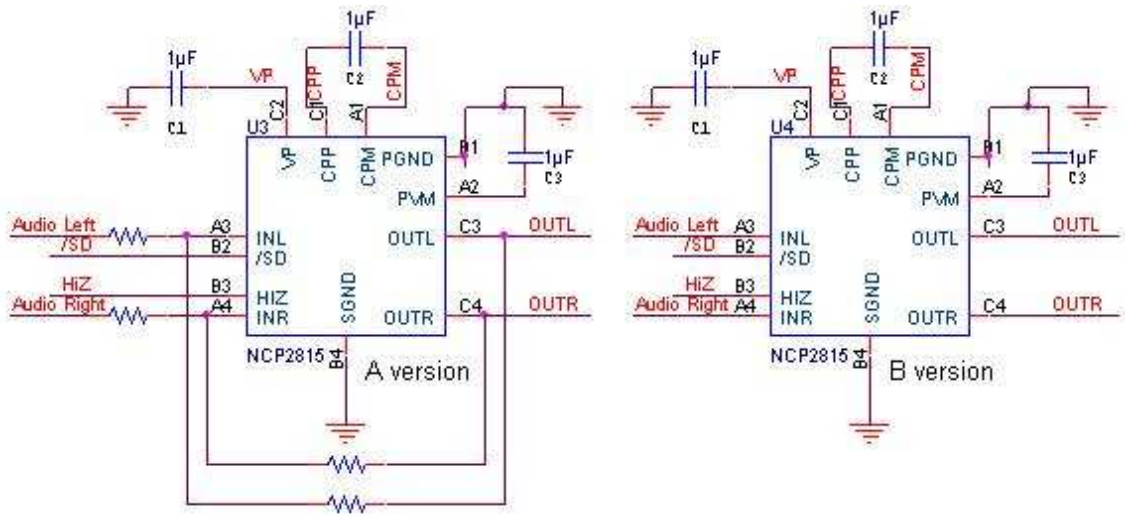 1µF
1µF
C2
VP
CPP
CPM
C1
C2
C1
A1
U3
VP
CPP
CPM
PGND
B1
1µF
C3
PVM
A2
Audio Left
A3
INL
OUTL
C3
OUTL
/SD
B2
/SD
HiZ
B3
HIZ
Audio Right
A4
INR
SGND
OUTR
C4
OUTR
NCP2815
B4
A version
1µF
1µF
C2
VP
CPP
CPM
C1
C2
C1
A1
U4
VP
CPP
CPM
PGND
B1
1µF
C3
PVM
A2
Audio Left
A3
INL
OUTL
C3
OUTL
/SD
B2
/SD
HiZ
B3
HIZ
Audio Right
A4
INR
SGND
OUTR
C4
OUTR
NCP2815
B4
B version